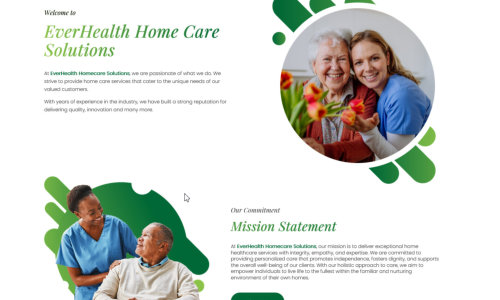 Welcome to
EverHealth Home Care
Solutions
At EverHealth Homecare Solutions, we are passionate of what we do. We
strive to provide home care services that cater to the unique needs of our
valued customers.
With years of experience in the industry, we have built a strong reputation for
delivering quality, innovation and many more.
Our Commitment
Mission Statement
At EverHealth Homecare Solutions, our mission is to deliver exceptional home
healthcare services with integrity, empathy, and expertise. We are committed to
providing personalized care that promotes independence, fosters dignity, and supports
the overall well-being of our clients. With our holistic approach to care, we aim to
empower individuals to live life to the fullest within the familiar and nurturing
environment of their own homes.